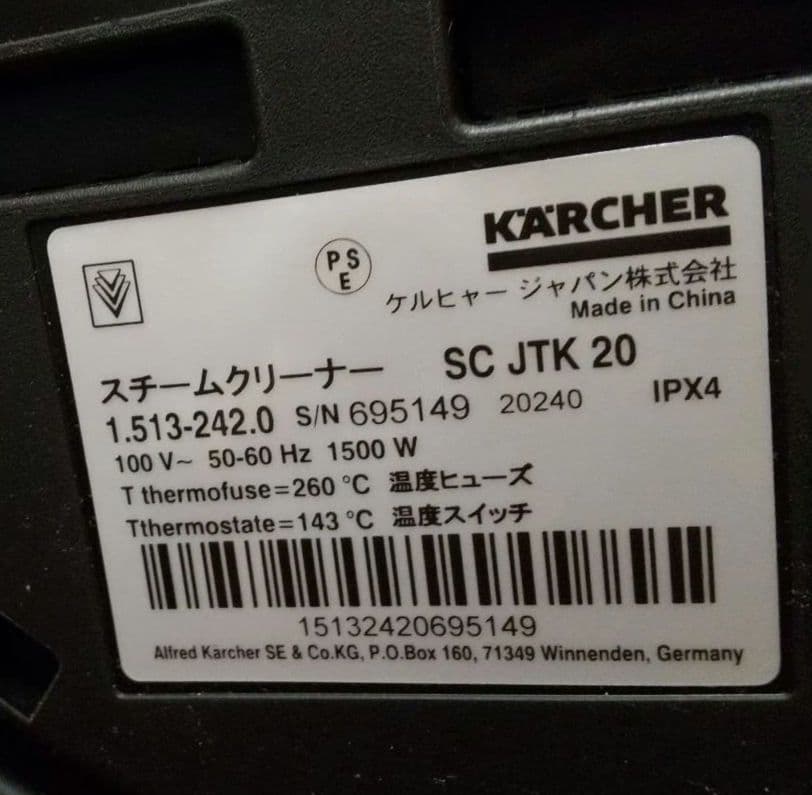 KÄRCHER
PS
E
ケルヒャー ジャパン株式会社
Made in China
スチームクリーナー SC JTK 20
1.513-242.0 S/N 695149 20240 IPX4
100 V~ 50-60 Hz 1500 W
T thermofuse=260 °C 温度ヒューズ
Tthermostate=143 °C 温度スイッチ
15132420695149
Alfred Kärcher SE & Co.KG, P.O.Box 160, 71349 Winnenden, Germany